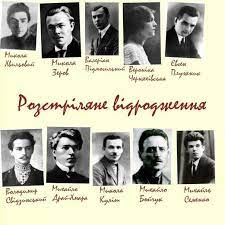 Микола
Хвильовий
Микола
Зеров
Валеріан
Підмогильний
Вероніка
Черняхівська
Євген
Плужник
Розстріляне відродження
Володимир
Свідзинський
Михайло
Драй-Хмара
Микола
Куліш
Михайло
Бойчук
Михайль
Семенко